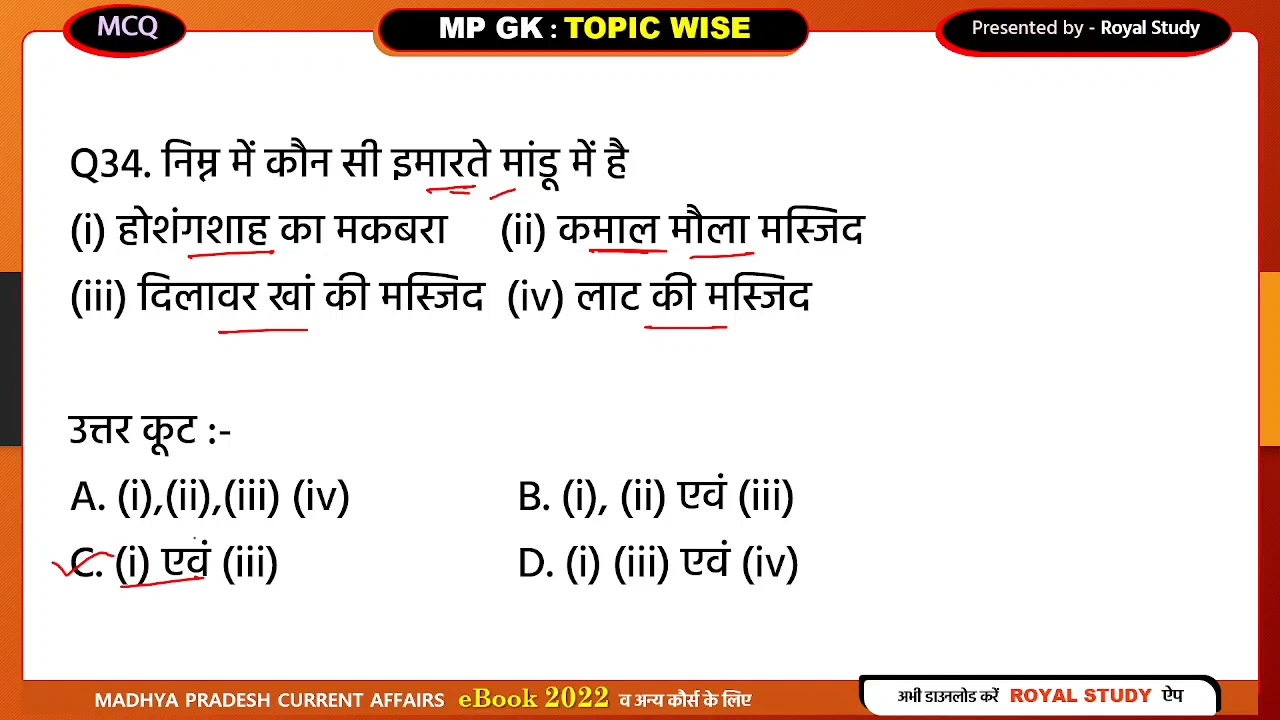 MCQ
MP GK : TOPIC WISE
Presented by - Royal Study
Q34. निम्न में कौन सी इमारते मांडू में है
(i) होशंगशाह का मकबरा (ii) कमाल मौला मस्जिद
(iii) दिलावर खां की मस्जिद (iv) लाट की मस्जिद
उत्तर कूट :-
A. (i),(ii),(iii) (iv) B. (i), (ii) एवं (iii)
C. (i) एवं (iii) D. (i) (iii) एवं (iv)
MADHYA PRADESH CURRENT AFFAIRS eBook 2022 व अन्य कौर्स के लिए
अभी डाउनलोड करें ROYAL STUDY ऐप